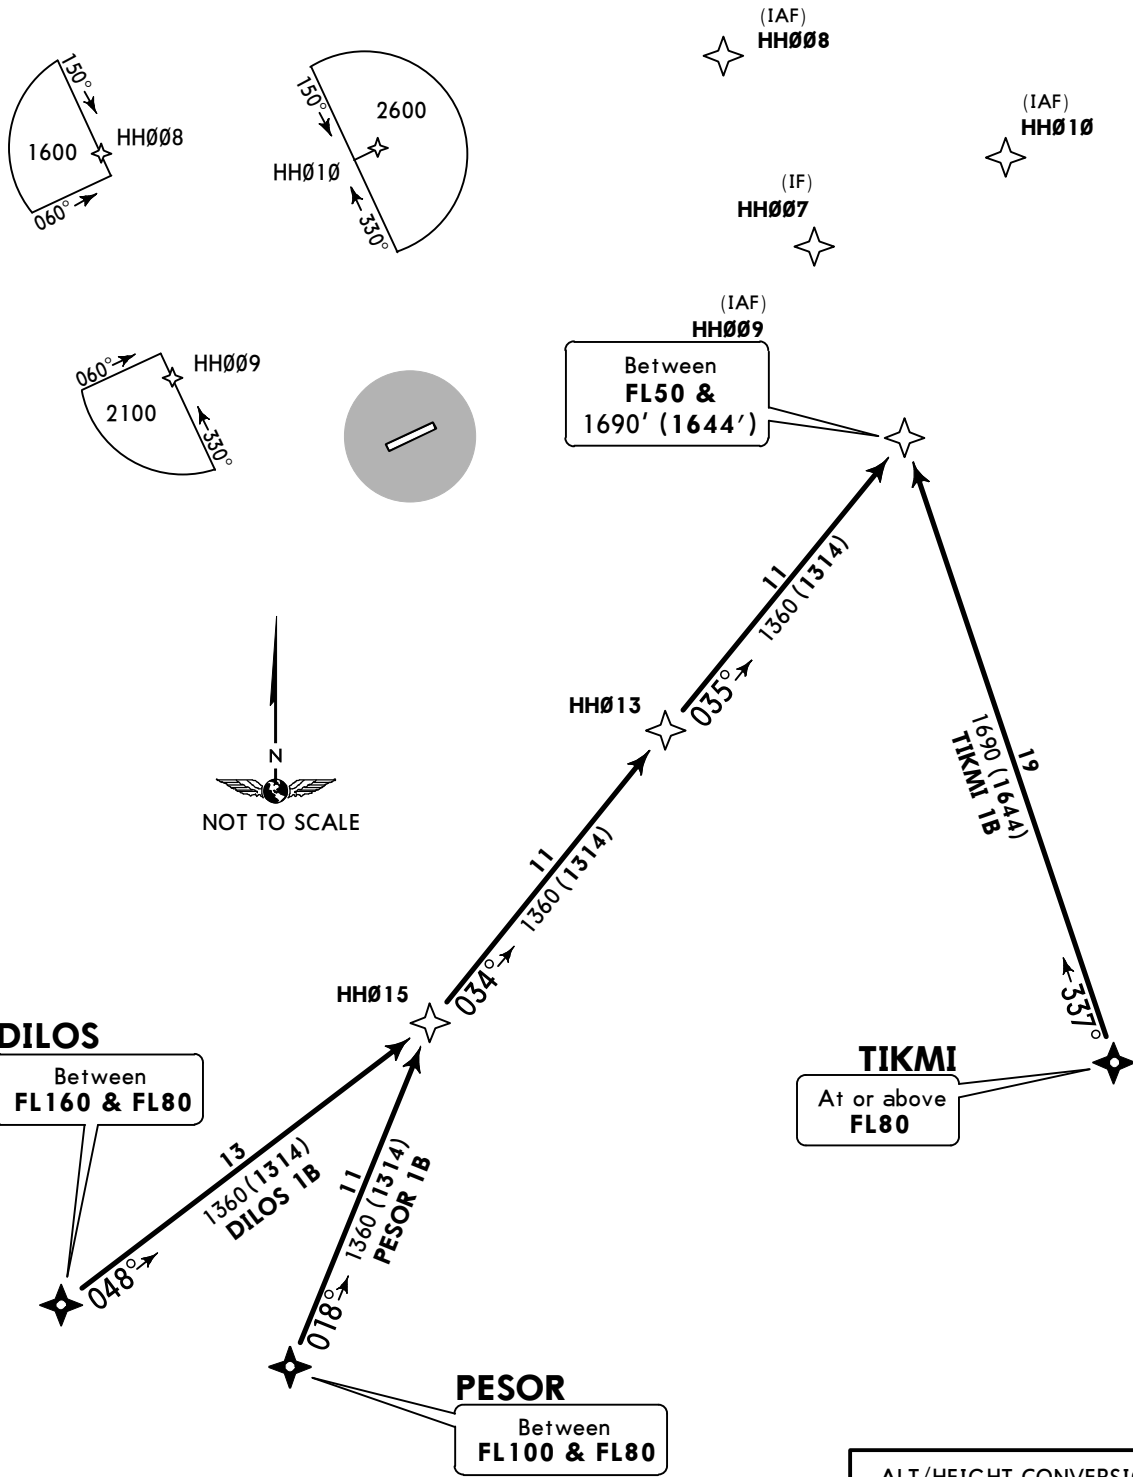 (IAF)
HHØØ8
(IAF)
HHØ1Ø
(IF)
HHØØ7
(IAF)
HHØØ9
Between
FL50 &
1690' (1644')
150°
1600
HHØØ8
060°
150°
2600
HHØ1Ø
330°
060°
HHØØ9
2100
330°
11
1360 (1314)
035°
HHØ13
19
1690 (1644)
TIKMI 1B
337°
N
NOT TO SCALE
11
1360 (1314)
034°
HHØ15
DILOS
Between
FL160 & FL80
TIKMI
At or above
FL80
13
1360 (1314)
DILOS 1B
048°
11
1360 (1314)
PESOR 1B
018°
PESOR
Between
FL100 & FL80
ALT/HEIGHT